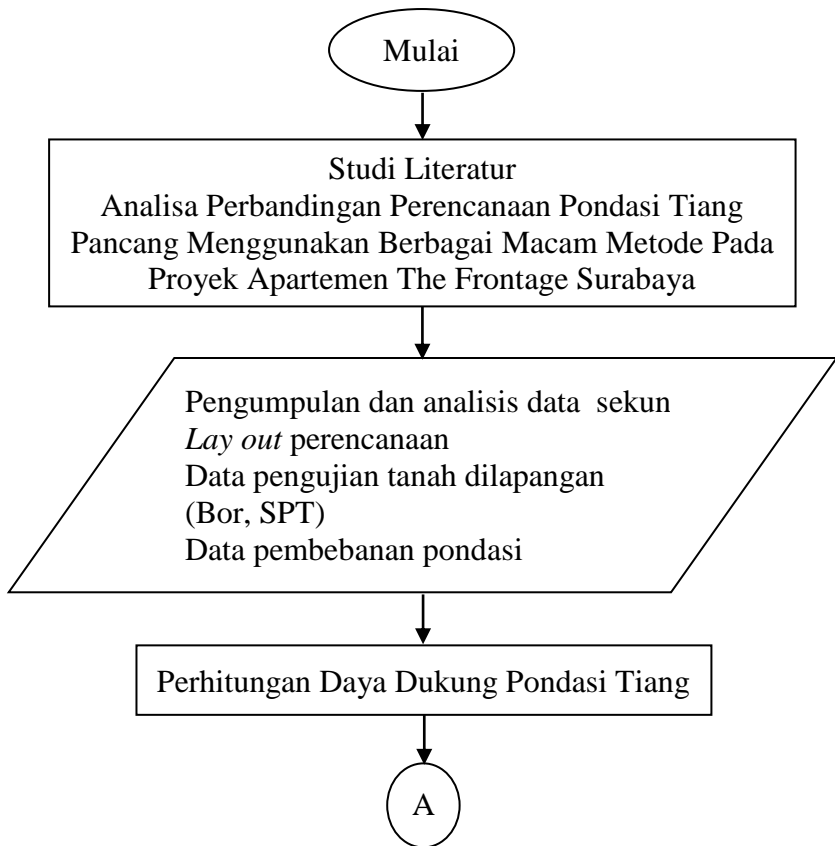 Mulai
Studi Literatur
Analisa Perbandingan Perencanaan Pondasi Tiang
Pancang Menggunakan Berbagai Macam Metode Pada
Proyek Apartemen The Frontage Surabaya
Pengumpulan dan analisis data sekun
Lay out perencanaan
Data pengujian tanah dilapangan
(Bor, SPT)
Data pembebanan pondasi
Perhitungan Daya Dukung Pondasi Tiang
A